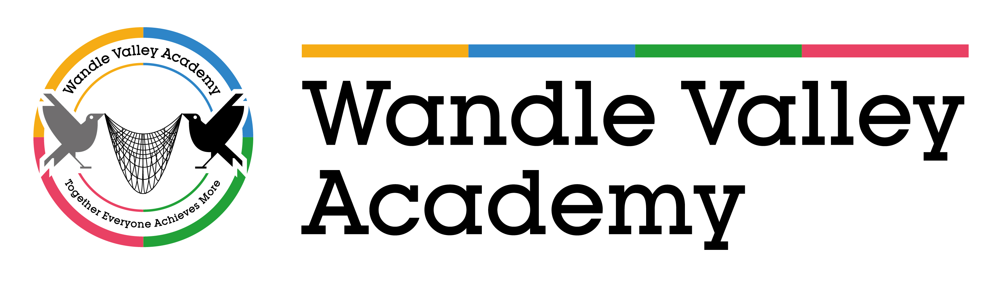 Wandle Valley Academy
Together Everyone Achieves More
Wandle Valley
Academy